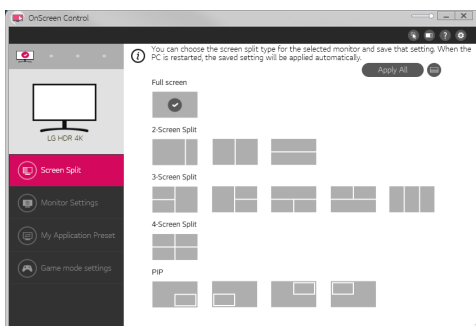 OnScreen Control
You can choose the screen split type for the selected monitor and save that setting. When the
PC is restarted, the saved setting will be applied automatically.
Apply All
LG HDR 4K
Screen Split
Monitor Settings
My Application Preset
Game mode settings
Full screen
2-Screen Split
3-Screen Split
4-Screen Split
PIP